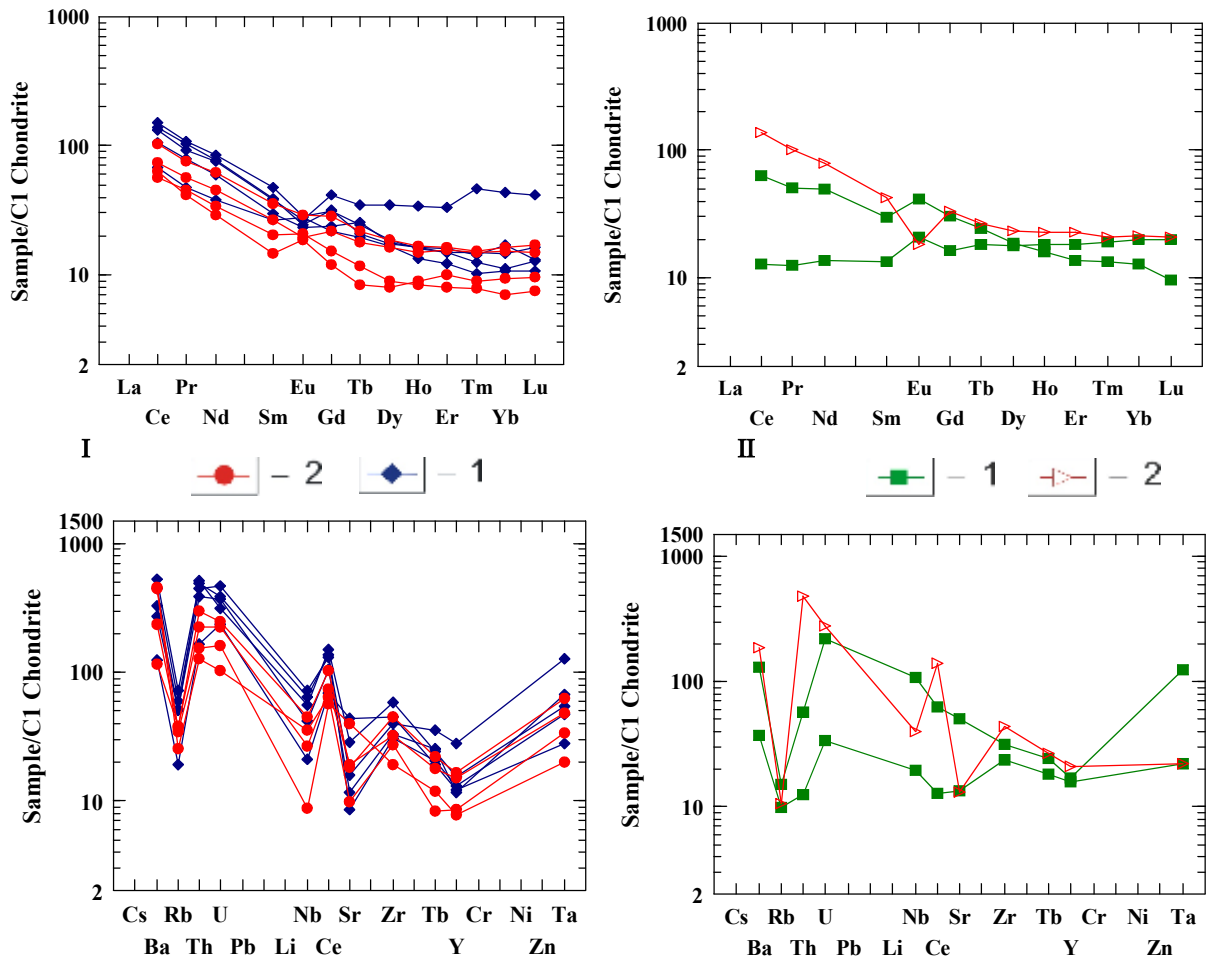 1000
100
10
2
Sample/C1 Chondrite
La Pr Eu Tb Ho Tm Lu
Ce Nd Sm Gd Dy Er Yb
I
1000
100
10
2
Sample/C1 Chondrite
La Pr Eu Tb Ho Tm Lu
Ce Nd Sm Gd Dy Er Yb
II
– 2 – 1
– 1 – 2
1500
1000
100
10
2
Sample/C1 Chondrite
Cs Rb U Nb Sr Zr Tb Cr Ni Ta
Ba Th Pb Li Ce Y Zn
1500
1000
100
10
2
Sample/C1 Chondrite
Cs Rb U Nb Sr Zr Tb Cr Ni Ta
Ba Th Pb Li Ce Y Zn